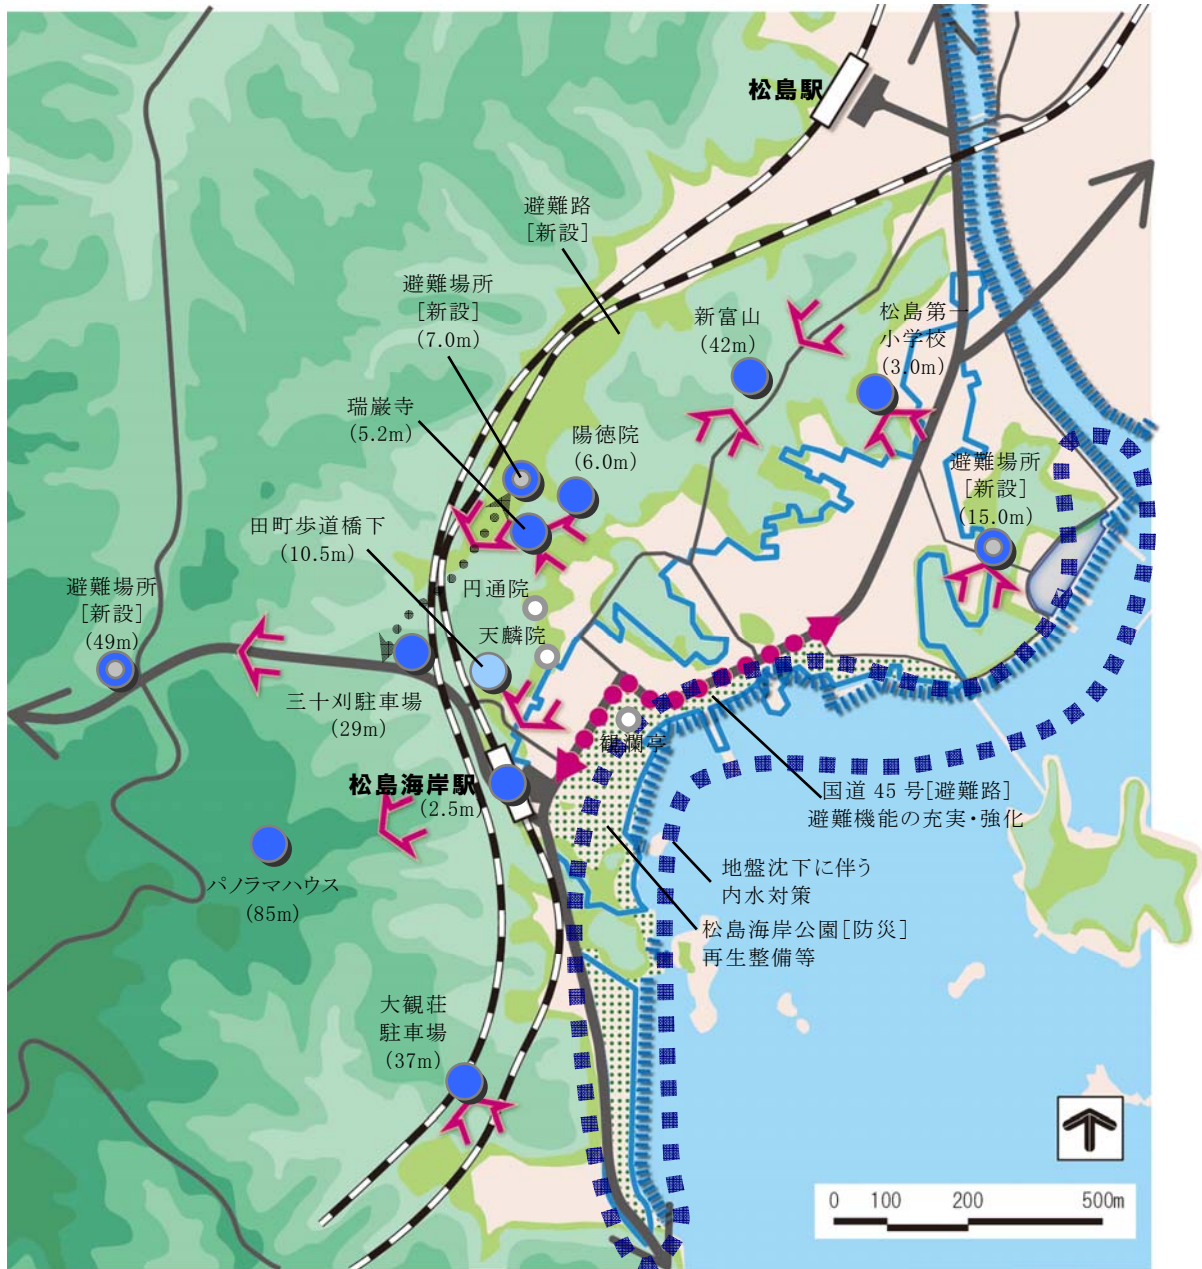 松島駅
避難路
[新設]
避難場所
[新設]
(7.0m)
新富山
(42m)
松島第一
小学校
(3.0m)
瑞巌寺
(5.2m)
陽徳院
(6.0m)
避難場所
[新設]
(15.0m)
田町歩道橋下
(10.5m)
避難場所
[新設]
(49m)
円通院
天麟院
三十刈駐車場
(29m)
観瀾亭
松島海岸駅
(2.5m)
国道 45 号[避難路]
避難機能の充実・強化
パノラマハウス
(85m)
地盤沈下に伴う
内水対策
松島海岸公園[防災]
再生整備等
大観荘
駐車場
(37m)
0 100 200 500m